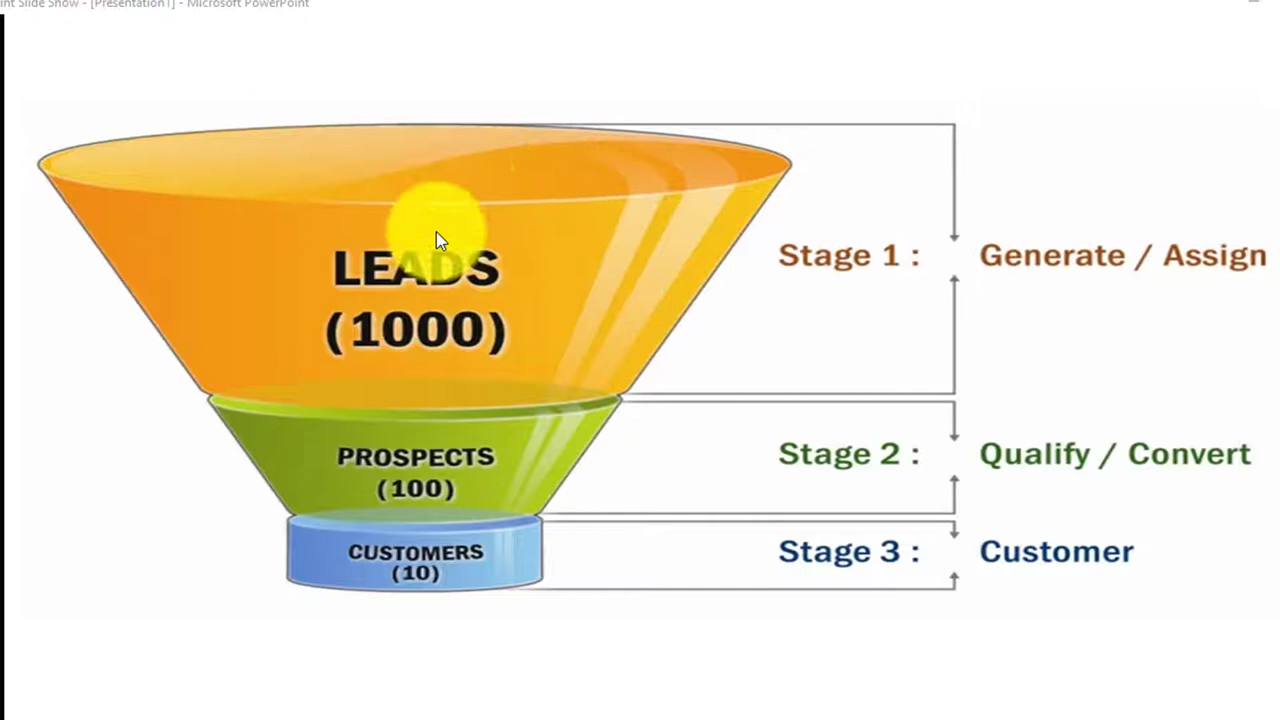 int Slide Show - [Presentation1] - Microsoft PowerPoint
LEADS
(1000)
Stage 1 : Generate / Assign
PROSPECTS
(100)
Stage 2 : Qualify / Convert
CUSTOMERS
(10)
Stage 3 : Customer